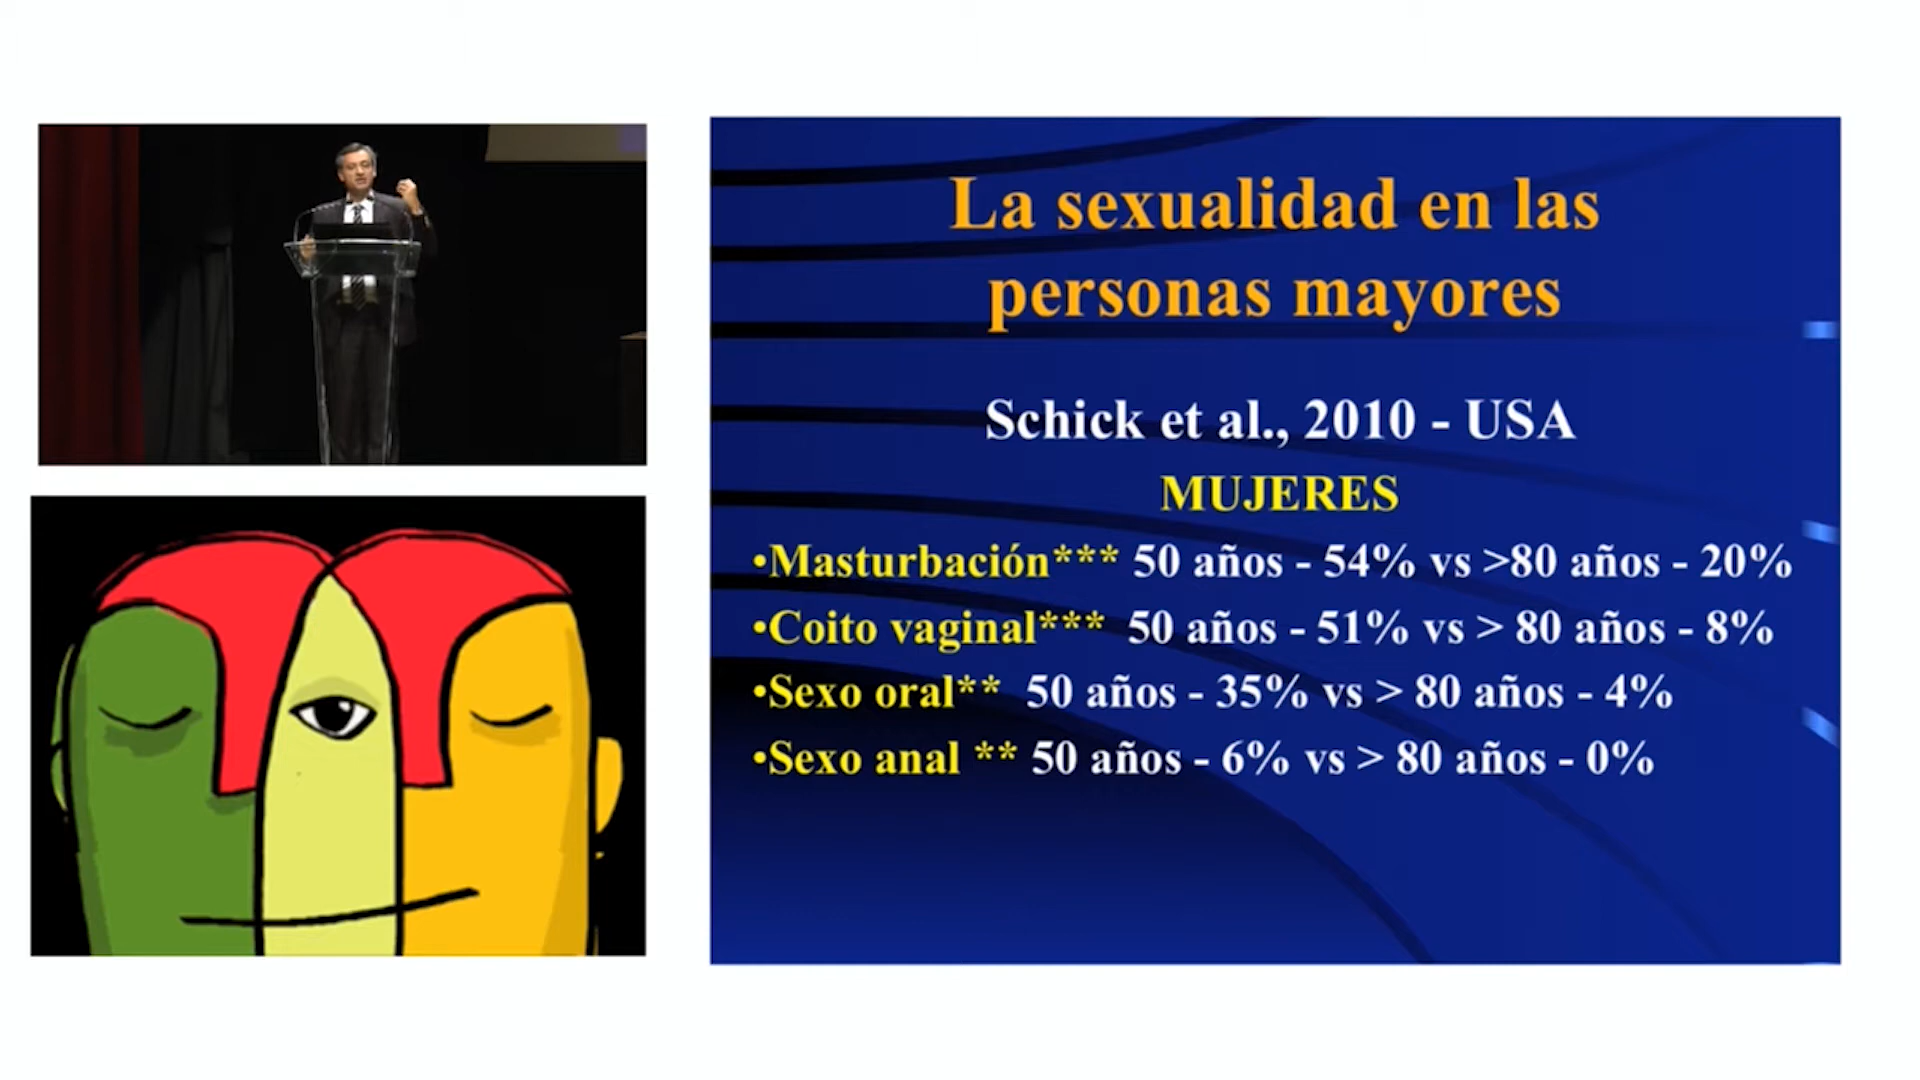 La sexualidad en las
personas mayores
Schick et al., 2010 - USA
MUJERES
•Masturbación*** 50 años - 54% vs >80 años - 20%
•Coito vaginal*** 50 años - 51% vs > 80 años - 8%
•Sexo oral** 50 años - 35% vs > 80 años - 4%
•Sexo anal ** 50 años - 6% vs > 80 años - 0%